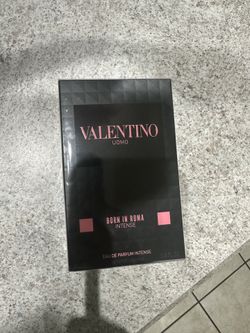 VALENTINO
UOMO
BORN IN ROMA
INTENSE
EAU DE PARFUM INTENSE